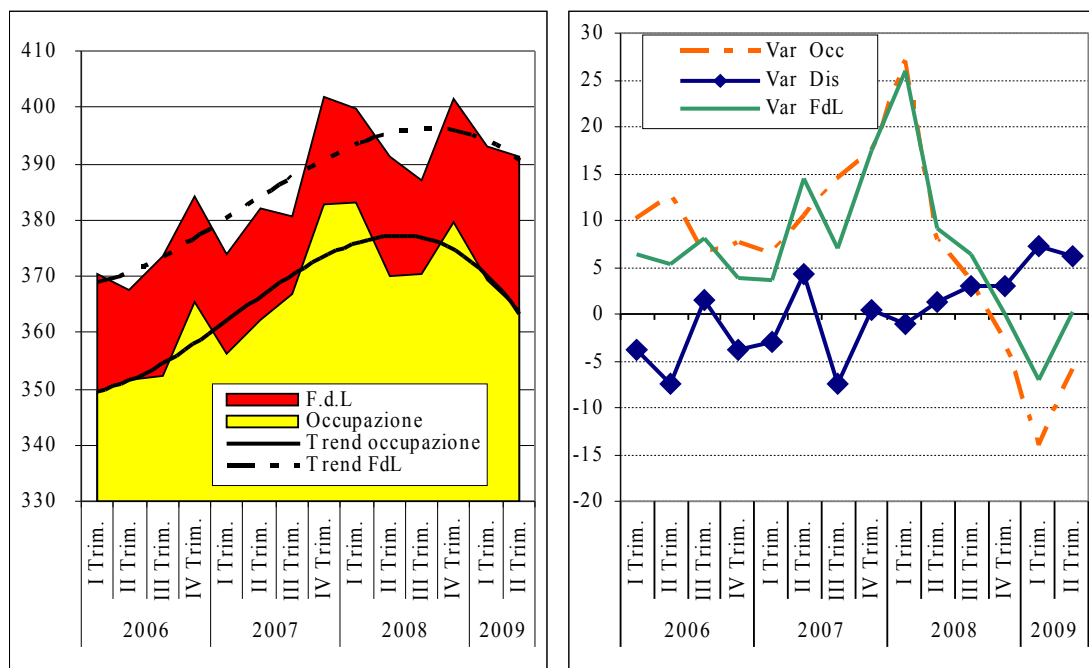 410
400
390
380
370
360
350
340
330
F.d.L
Occupazione
Trend occupazione
Trend FdL
I Trim.
II Trim.
III Trim.
IV Trim.
I Trim.
II Trim.
III Trim.
IV Trim.
I Trim.
II Trim.
III Trim.
IV Trim.
I Trim.
II Trim.
2006
2007
2008
2009
30
25
20
15
10
5
0
-5
-10
-15
-20
Var Occ
Var Dis
Var FdL
I Trim.
II Trim.
III Trim.
IV Trim.
I Trim.
II Trim.
III Trim.
IV Trim.
I Trim.
II Trim.
III Trim.
IV Trim.
I Trim.
II Trim.
2006
2007
2008
2009